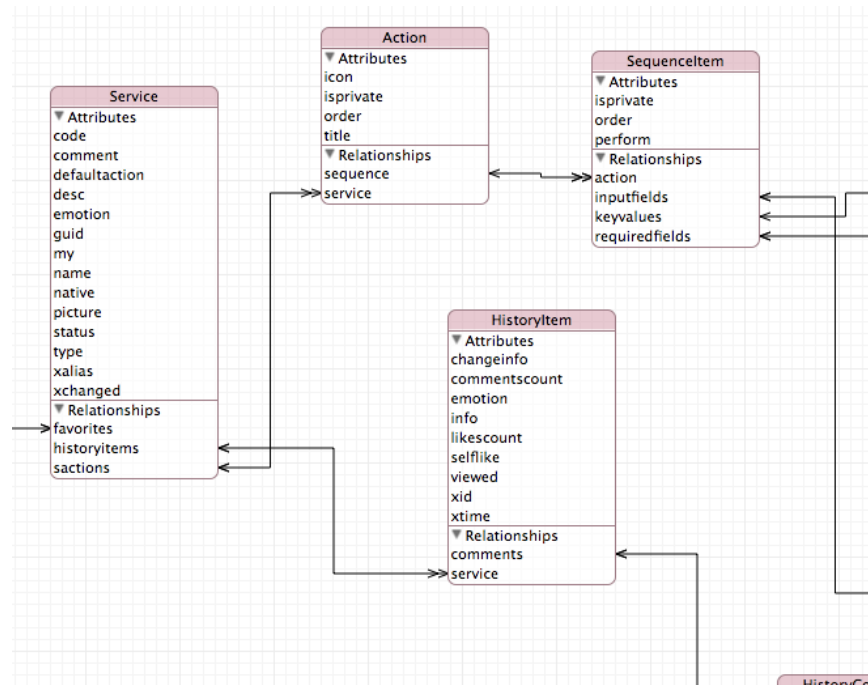 Action
Attributes
icon
isprivate
order
title
Relationships
sequence
service
SequenceItem
Attributes
isprivate
order
perform
Relationships
action
inputfields
keyvalues
requiredfields
Service
Attributes
code
comment
defaultaction
desc
emotion
guid
my
name
native
picture
status
type
xalias
xchanged
Relationships
favorites
historyitems
sactions
HistoryItem
Attributes
changeinfo
commentscount
emotion
info
likescount
selflike
viewed
xid
xtime
Relationships
comments
service